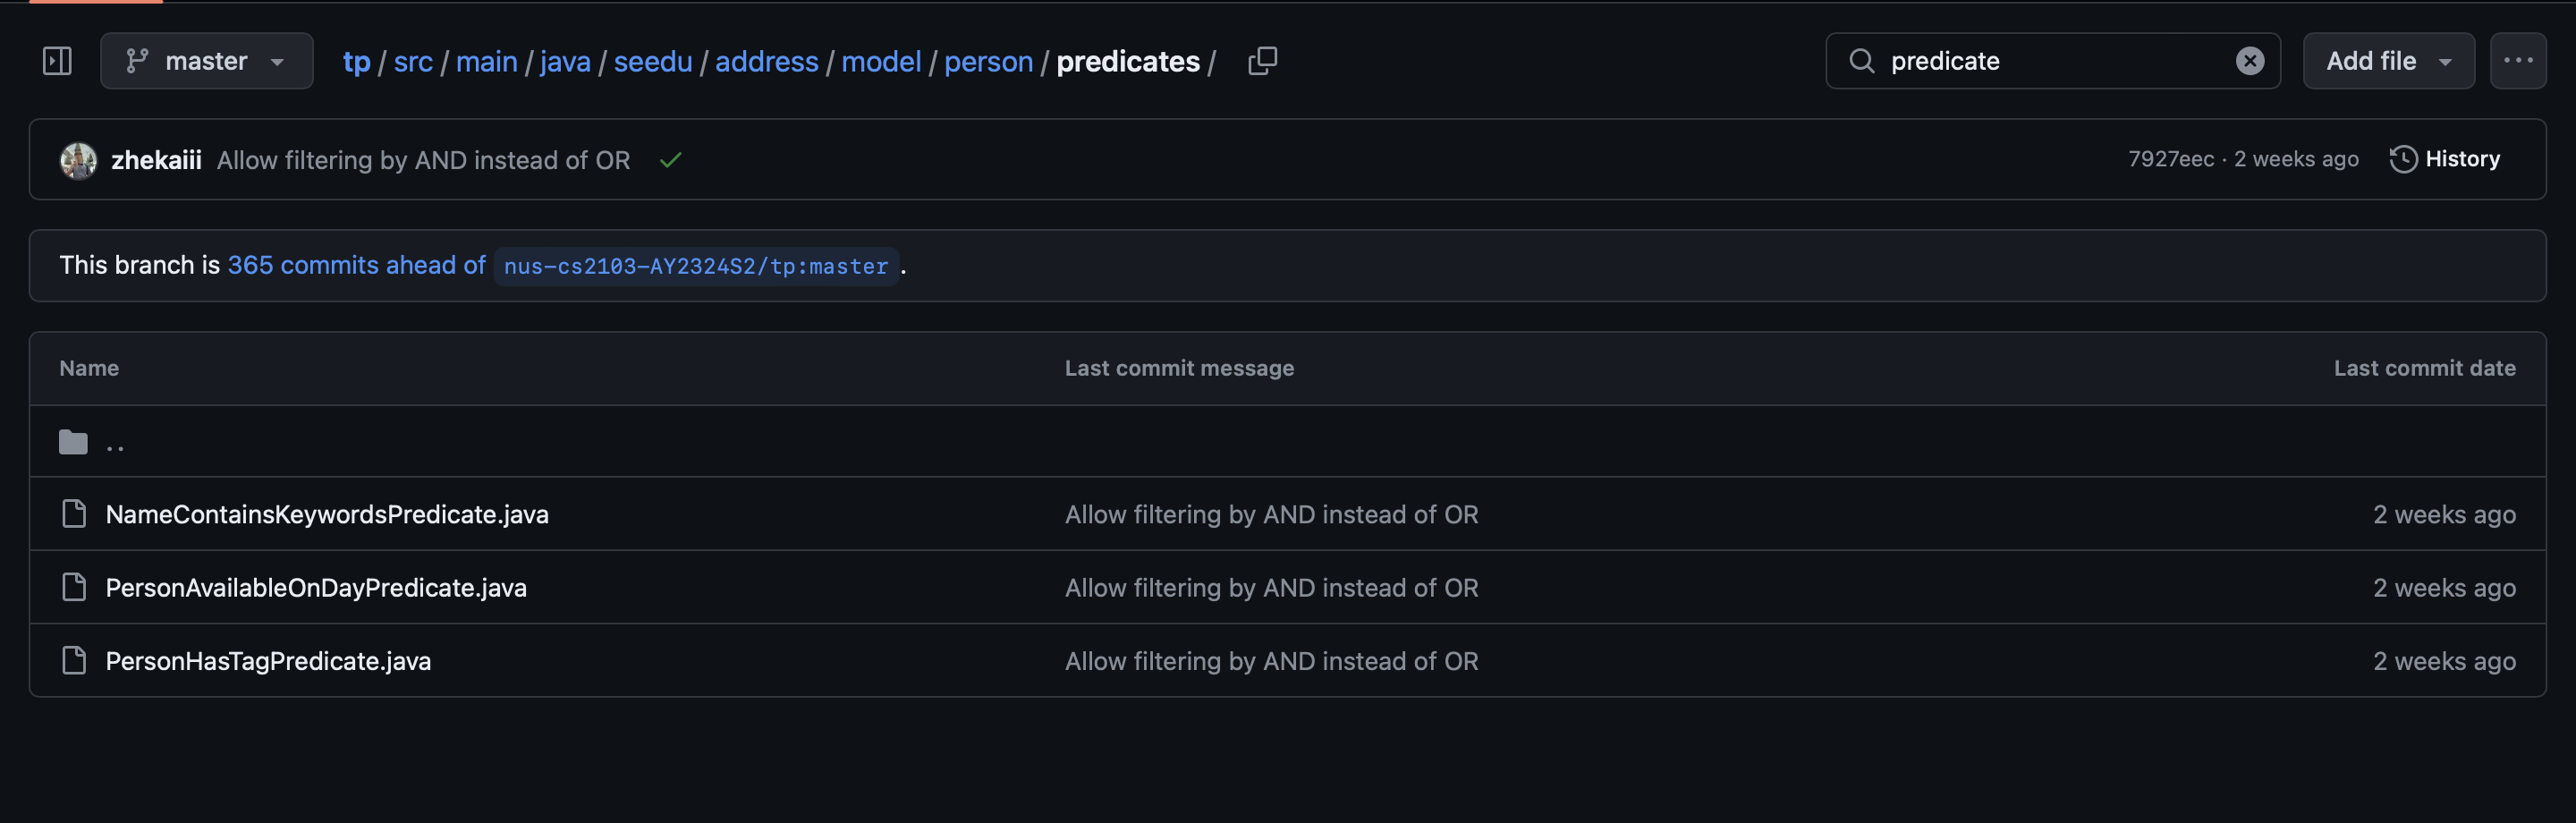 master tp / src / main / java / seedu / address / model / person / predicates / predicate Add file ...
zhekaiii Allow filtering by AND instead of OR 7927eec · 2 weeks ago History
This branch is 365 commits ahead of nus-cs2103-AY2324S2/tp:master .
Name Last commit message Last commit date
..
NameContainsKeywordsPredicate.java Allow filtering by AND instead of OR 2 weeks ago
PersonAvailableOnDayPredicate.java Allow filtering by AND instead of OR 2 weeks ago
PersonHasTagPredicate.java Allow filtering by AND instead of OR 2 weeks ago